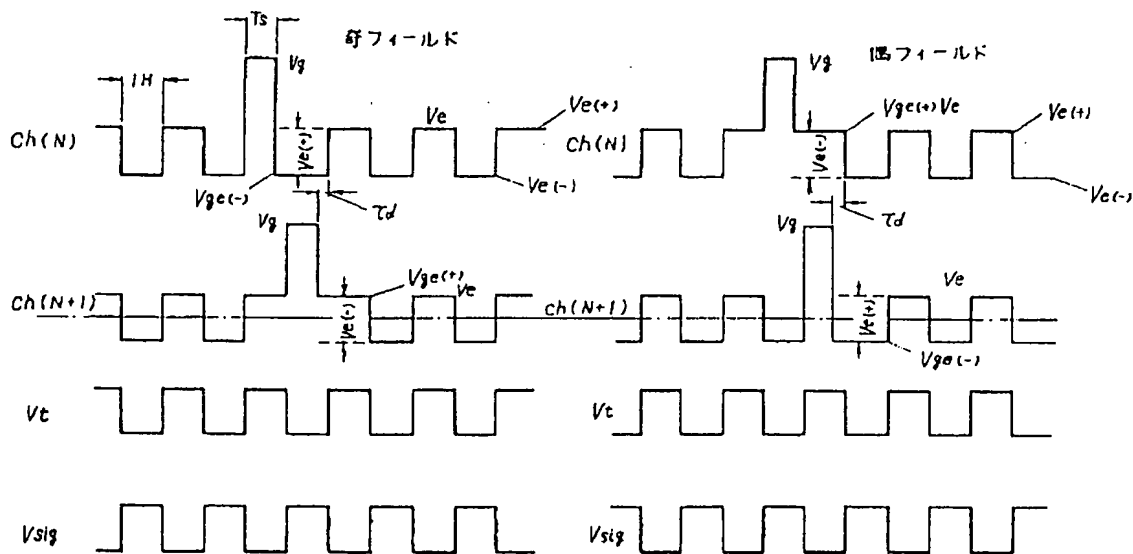 Ts
奇フィールド
偶フィールド
1H
Vg
Vg
Ch(N)
Ve(+)
Ve
Ve(+)
Ch(N)
Ve(-)
Vge(+) Ve
Ve(+)
Vge(-)
Ve(-)
τd
Ve(-)
τd
Vg
Vg
Ch(N+1)
Vge(+)
Ve
Ve(-)
Ch(N+1)
Ve(+)
Ve
Vge(-)
Vt
Vt
Vsig
Vsig